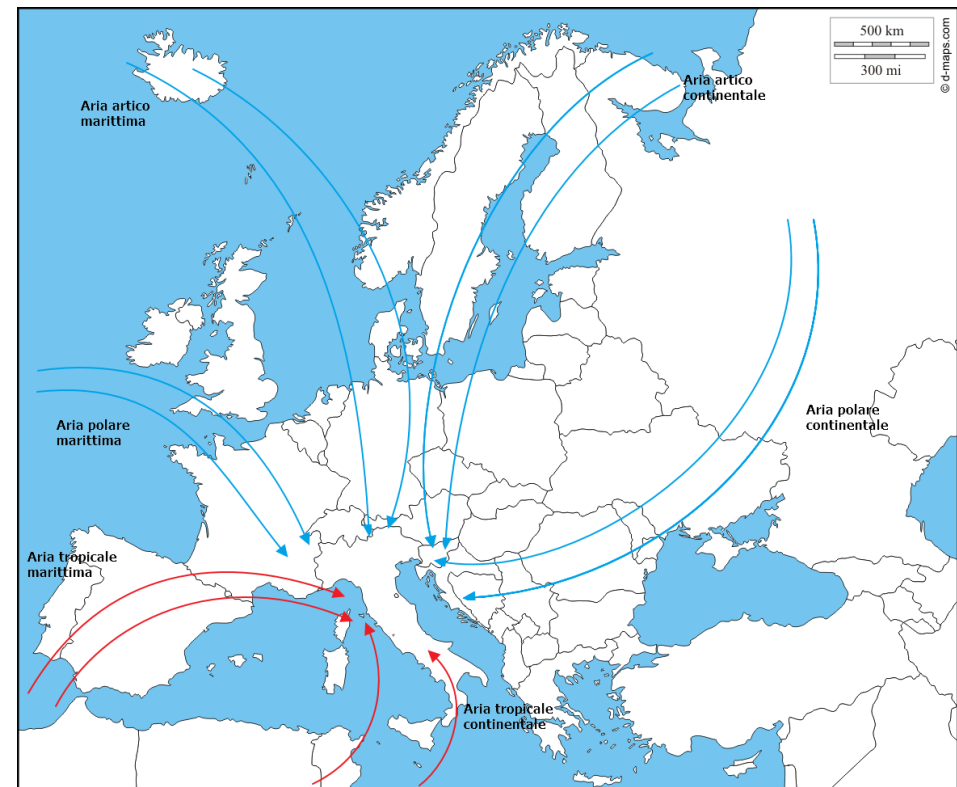 500 km
300 mi
© d-maps.com
Aria artico
marittima
Aria artico
continentale
Aria polare
marittima
Aria polare
continentale
Aria tropicale
marittima
Aria tropicale
continentale